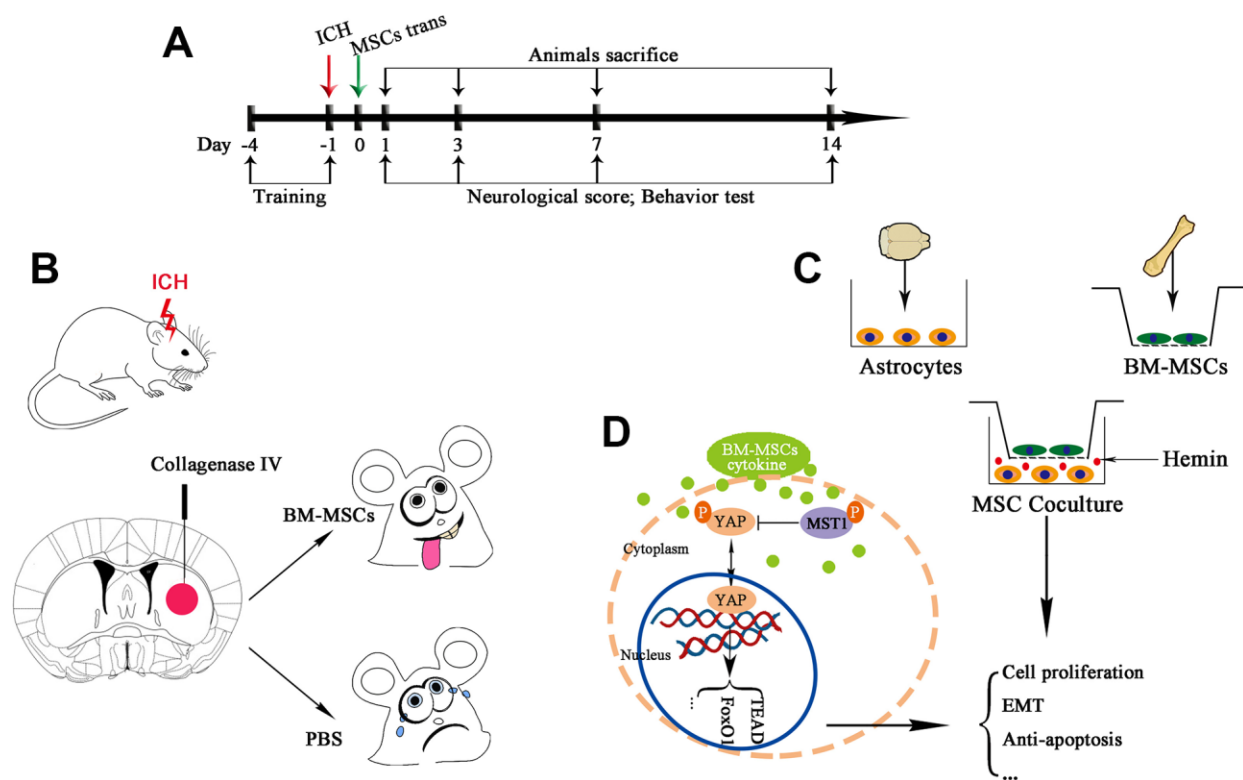 A
ICH
MSCs trans
Animals sacrifice
Day -4 -1 0 1 3 7 14
Training
Neurological score; Behavior test
B
ICH
Collagenase IV
BM-MSCs
PBS
C
Astrocytes
BM-MSCs
Hemin
MSC Coculture
D
BM-MSCs
cytokine
P
YAP
MST1
P
Cytoplasm
YAP
Nucleus
TEAD
FoxO1
...
Cell proliferation
EMT
Anti-apoptosis
...